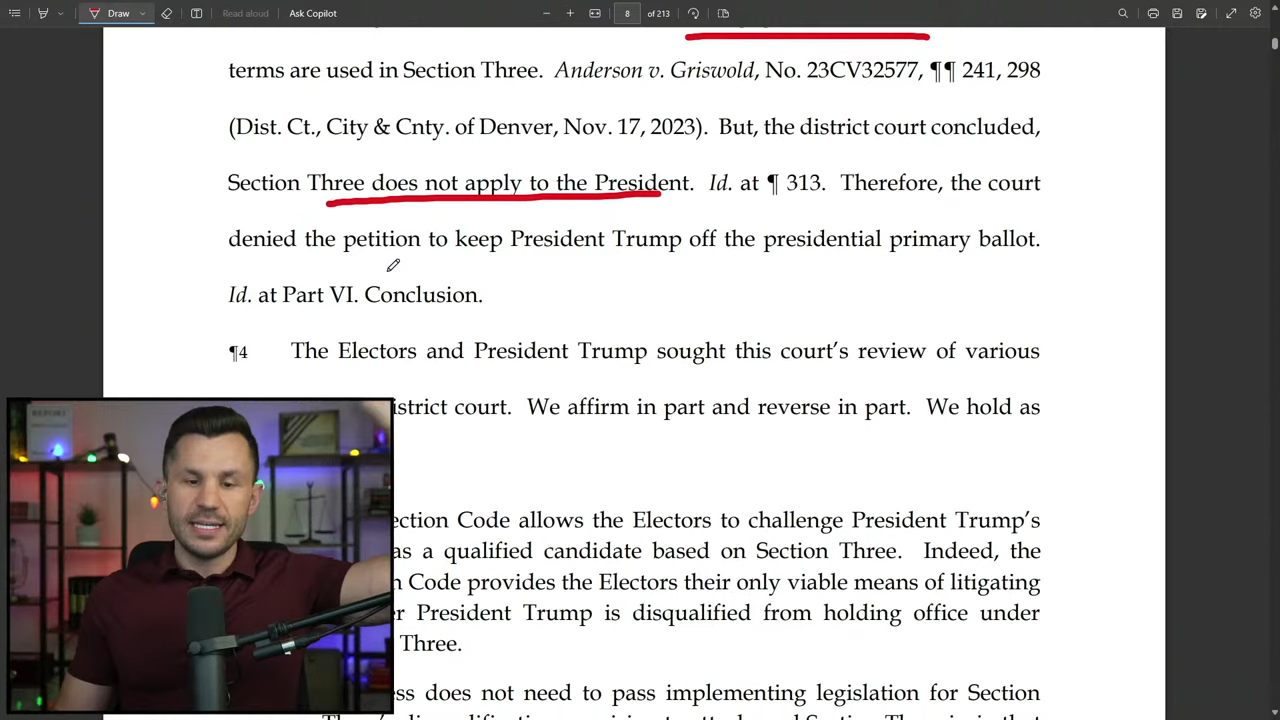 Draw
Read aloud
Ask Copilot
8 of 213
terms are used in Section Three. Anderson v. Griswold, No. 23CV32577, ¶¶ 241, 298
(Dist. Ct., City & Cnty. of Denver, Nov. 17, 2023). But, the district court concluded,
Section Three does not apply to the President. Id. at ¶ 313. Therefore, the court
denied the petition to keep President Trump off the presidential primary ballot.
Id. at Part VI. Conclusion.
¶4 The Electors and President Trump sought this court's review of various
istrict court. We affirm in part and reverse in part. We hold as
ection Code allows the Electors to challenge President Trump's
as a qualified candidate based on Section Three. Indeed, the
n Code provides the Electors their only viable means of litigating
r President Trump is disqualified from holding office under
Three.
ess does not need to pass implementing legislation for Section